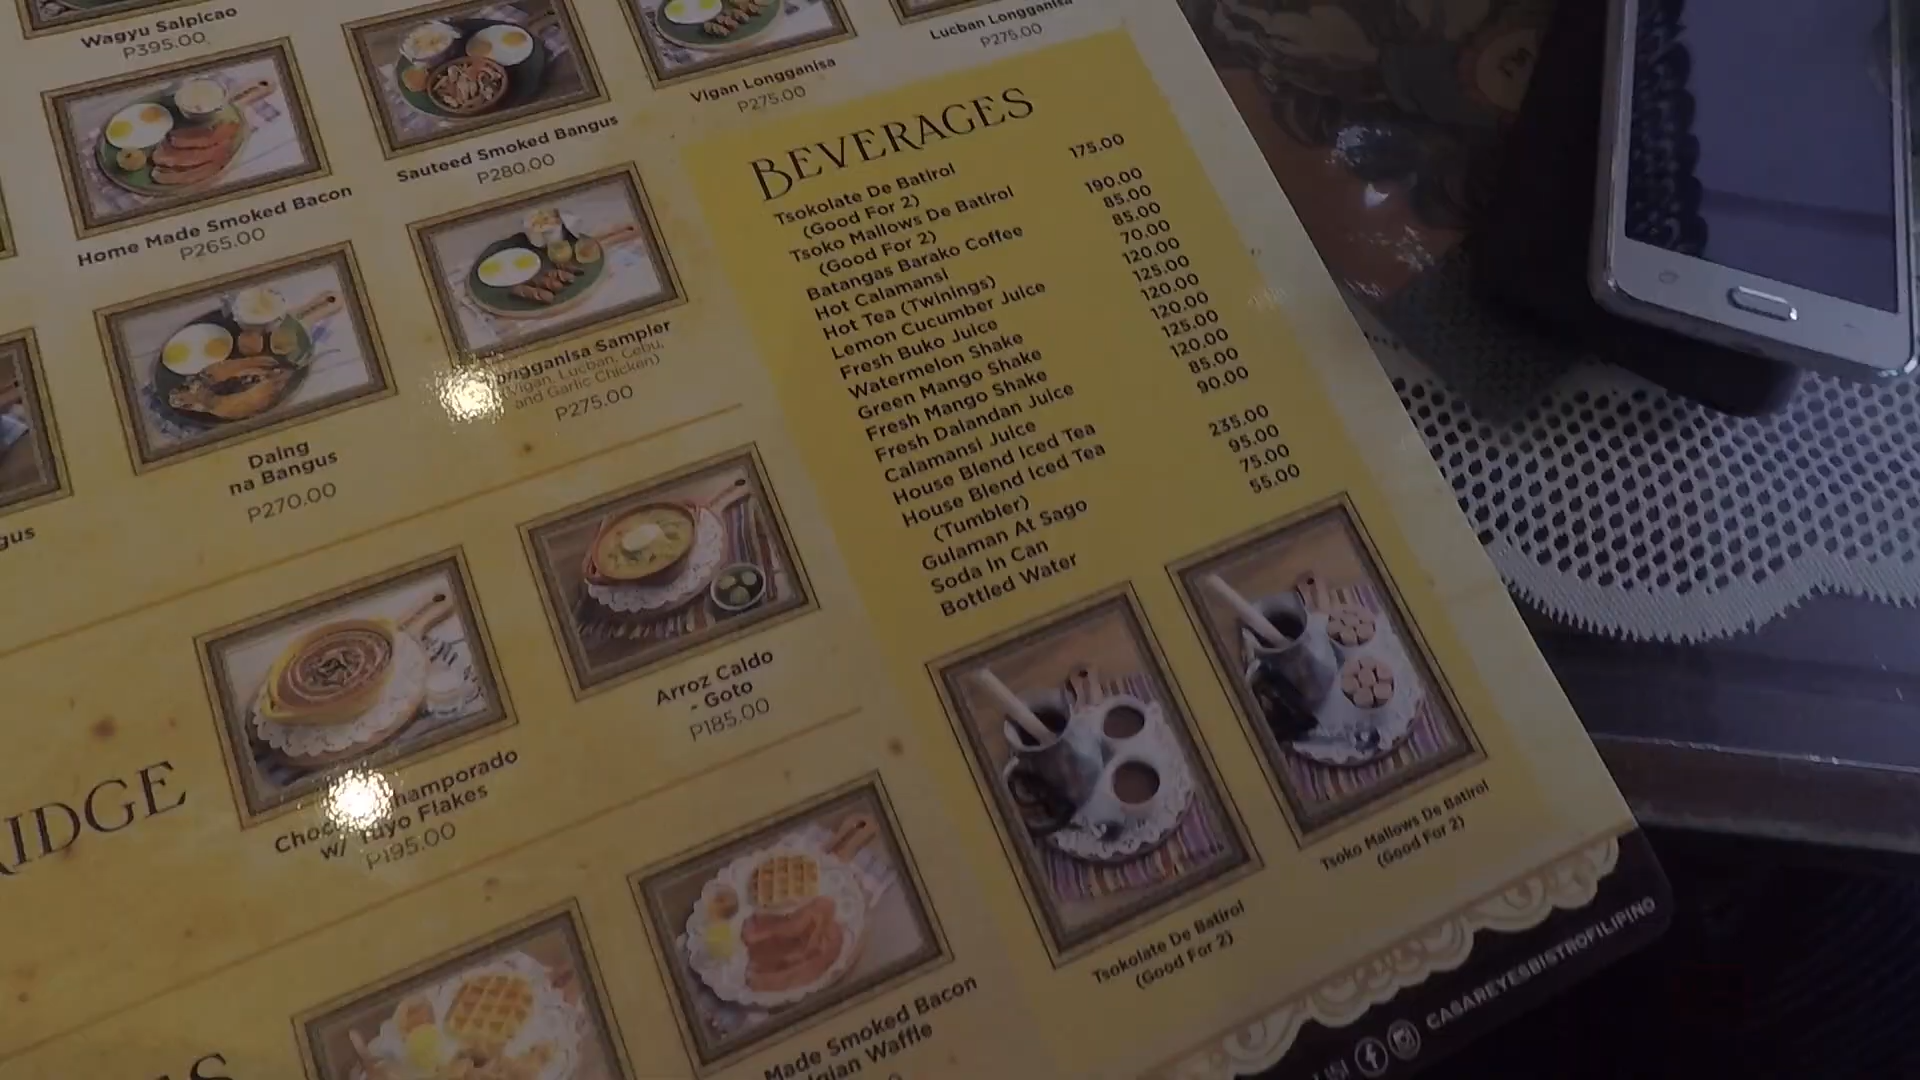 Wagyu Salpicao
P395.00
Home Made Smoked Bacon
P265.00
Sauteed Smoked Bangus
P280.00
Vigan Longganisa
P275.00
Lucban Longganisa
P275.00
Daing
na Bangus
P270.00
Sampler
(Vigan, Lucban, Cebu,
and Garlic Chicken)
P275.00
w/ Tuyo Flakes
P195.00
Arroz Caldo
- Goto
P185.00
Made Smoked Bacon
Waffle
BEVERAGES
Tsokolate De Batirol 175.00
(Good For 2)
Tsoko Mallows De Batirol 190.00
(Good For 2)
Batangas Barako Coffee 85.00
Hot Calamansi 85.00
Hot Tea (Twinings) 70.00
Lemon Cucumber Juice 120.00
Fresh Buko Juice 125.00
Watermelon Shake 120.00
Green Mango Shake 120.00
Fresh Mango Shake 125.00
Fresh Dalandan Juice 120.00
Calamansi Juice 85.00
House Blend Iced Tea 90.00
House Blend Iced Tea 235.00
(Tumbler)
Gulaman At Sago 95.00
Soda In Can 75.00
Bottled Water 55.00
Tsokolate De Batirol
(Good For 2)
Tsoko Mallows De Batirol
(Good For 2)
CASAREYESBISTROFILIPINO